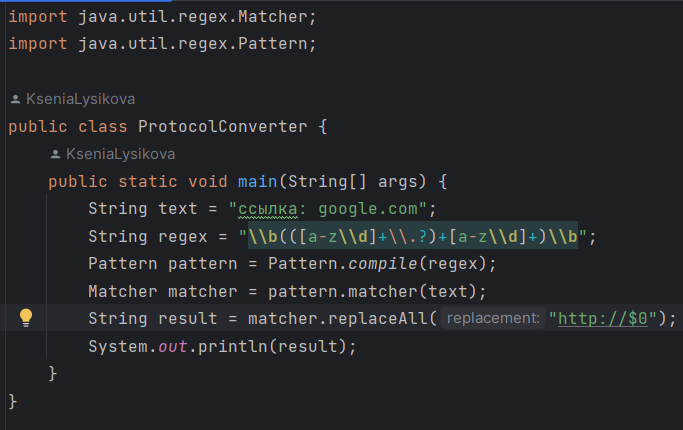 import java.util.regex.Matcher;
import java.util.regex.Pattern;
KseniaLysikova
public class ProtocolConverter {
KseniaLysikova
public static void main(String[] args) {
String text = "ссылка: google.com";
String regex = "\\b(([a-z\\d]+\\.?)+[a-z\\d]+)\\b";
Pattern pattern = Pattern.compile(regex);
Matcher matcher = pattern.matcher(text);
String result = matcher.replaceAll( replacement: "http://$0");
System.out.println(result);
}
}